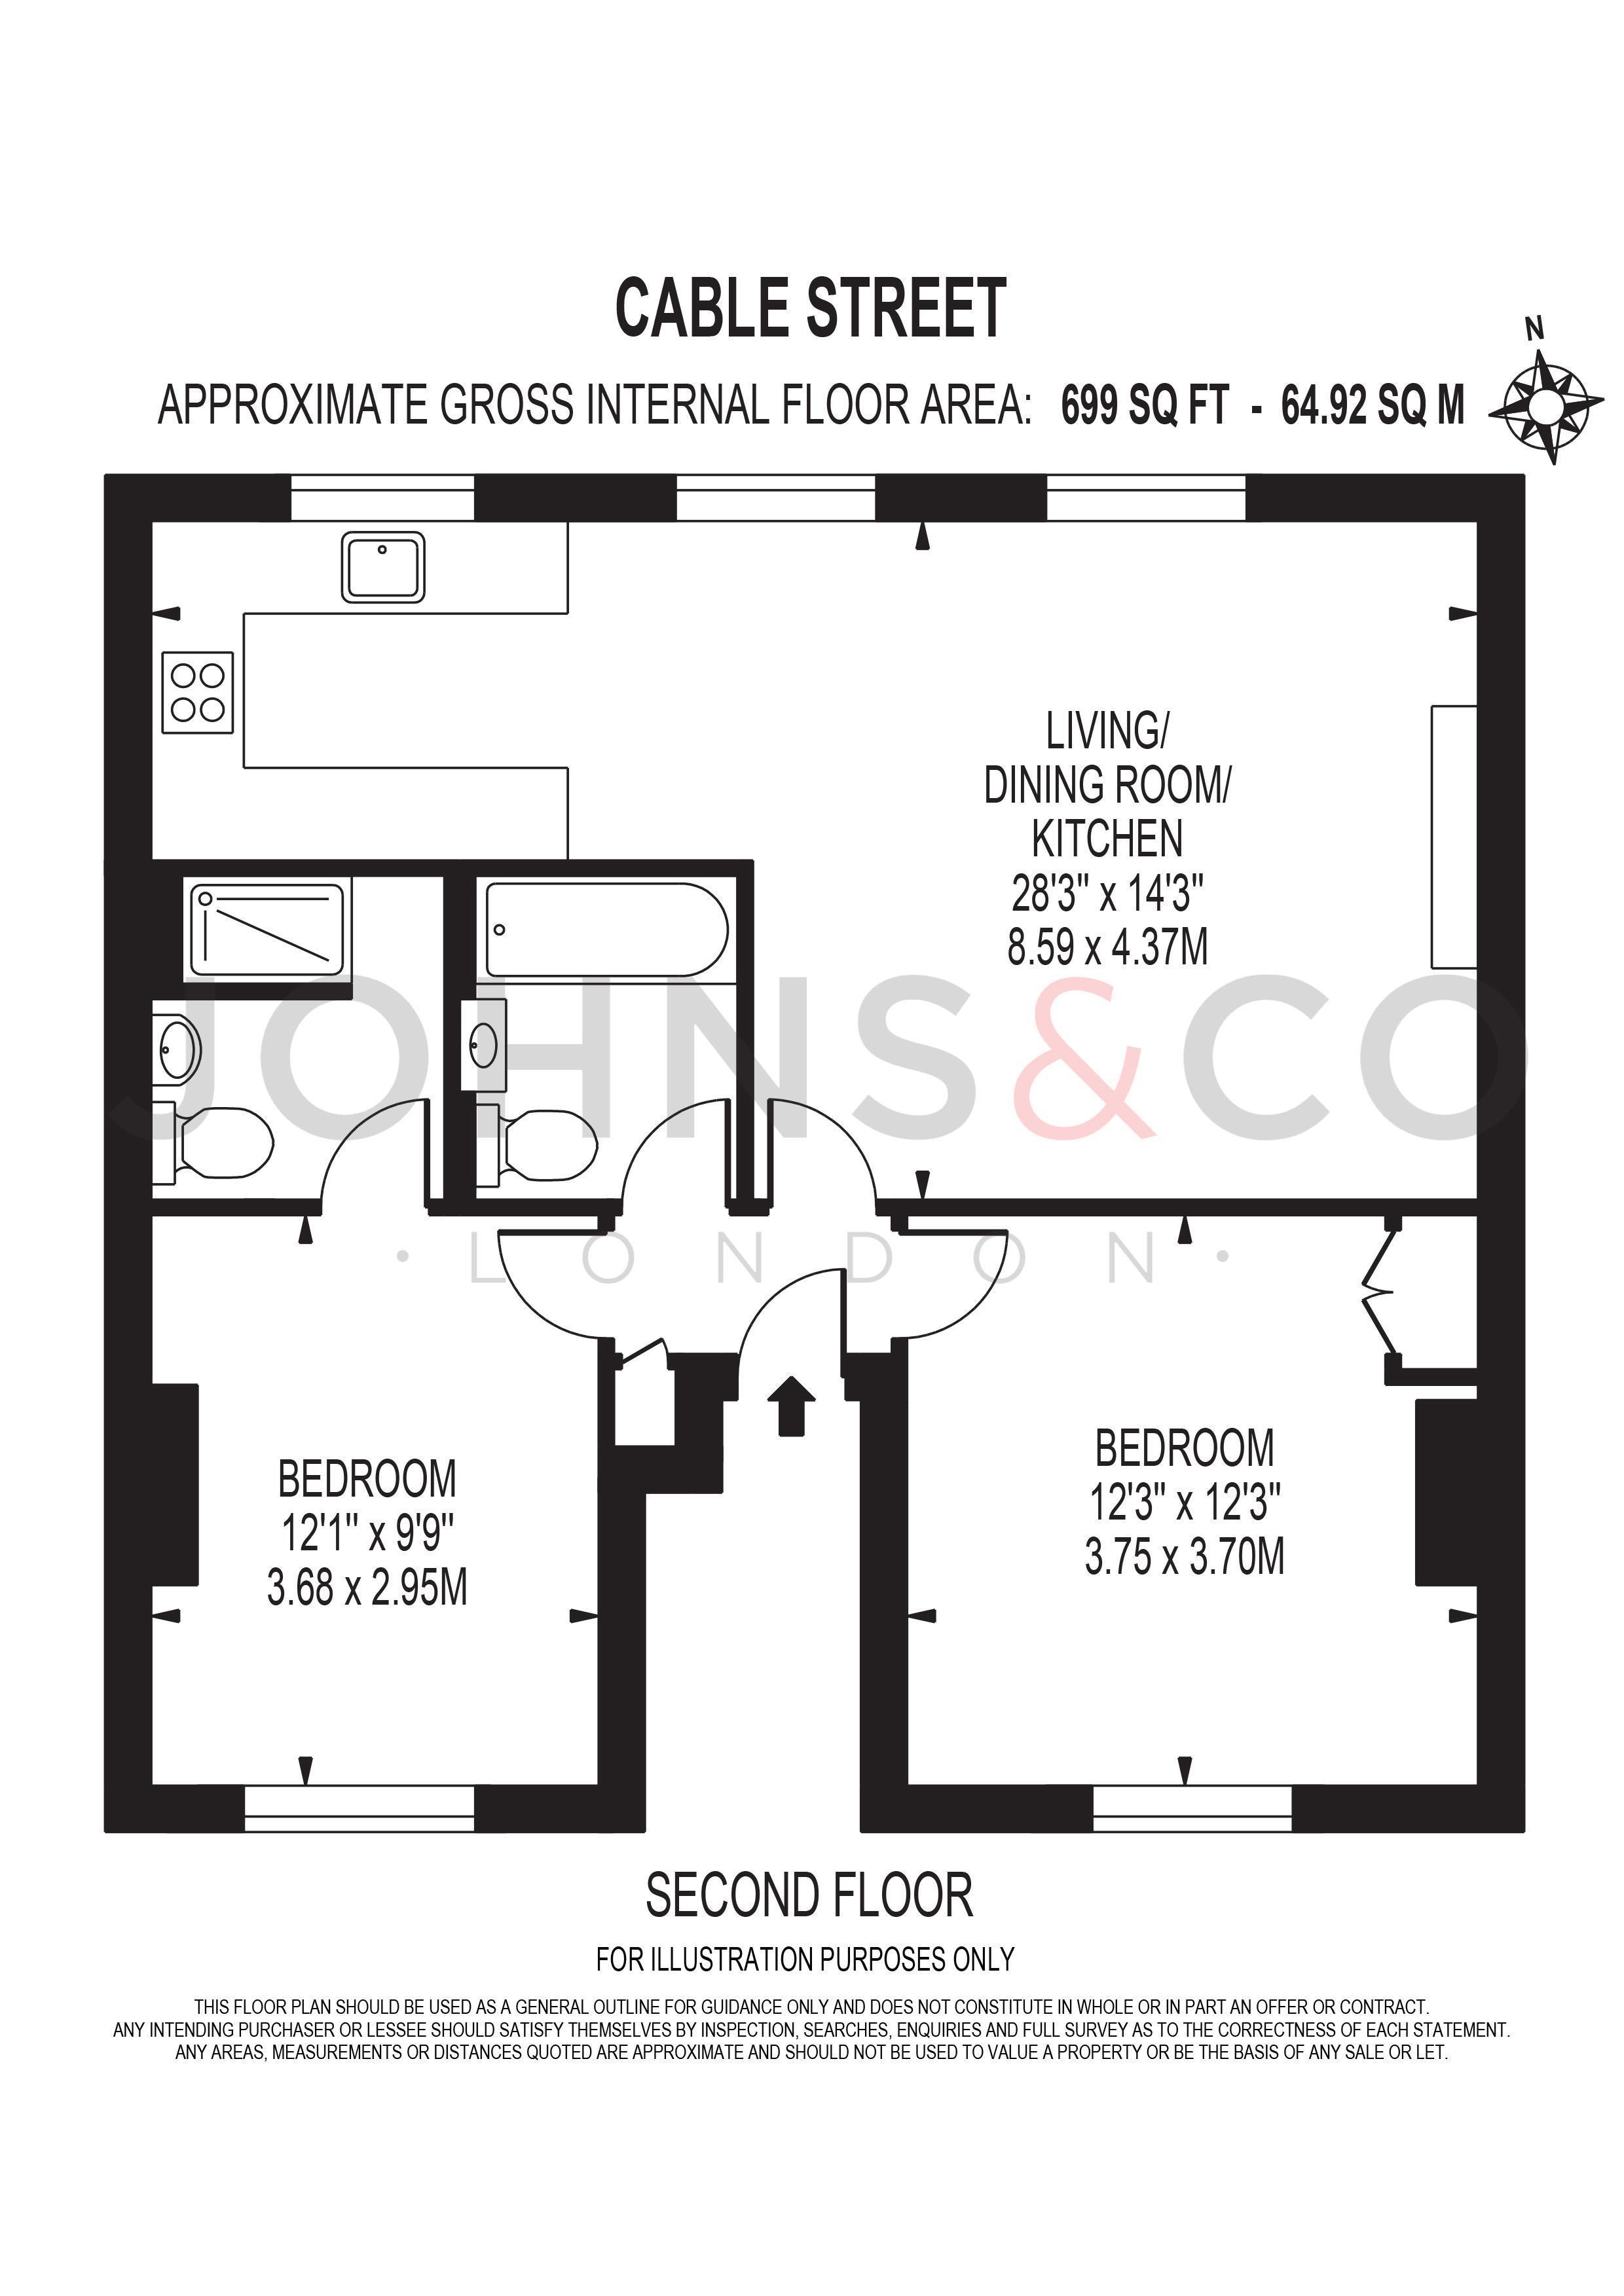 CABLE STREET
N
APPROXIMATE GROSS INTERNAL FLOOR AREA: 699 SQ FT - 64.92 SQ M
LIVING/
DINING ROOM/
KITCHEN
28'3" x 14'3"
8.59 x 4.37M
JOHNS&CO
· LONDON ·
BEDROOM
12'1" x 9'9"
3.68 x 2.95M
BEDROOM
12'3" x 12'3"
3.75 x 3.70M
SECOND FLOOR
FOR ILLUSTRATION PURPOSES ONLY
THIS FLOOR PLAN SHOULD BE USED AS A GENERAL OUTLINE FOR GUIDANCE ONLY AND DOES NOT CONSTITUTE IN WHOLE OR IN PART AN OFFER OR CONTRACT.
ANY INTENDING PURCHASER OR LESSEE SHOULD SATISFY THEMSELVES BY INSPECTION, SEARCHES, ENQUIRIES AND FULL SURVEY AS TO THE CORRECTNESS OF EACH STATEMENT.
ANY AREAS, MEASUREMENTS OR DISTANCES QUOTED ARE APPROXIMATE AND SHOULD NOT BE USED TO VALUE A PROPERTY OR BE THE BASIS OF ANY SALE OR LET.